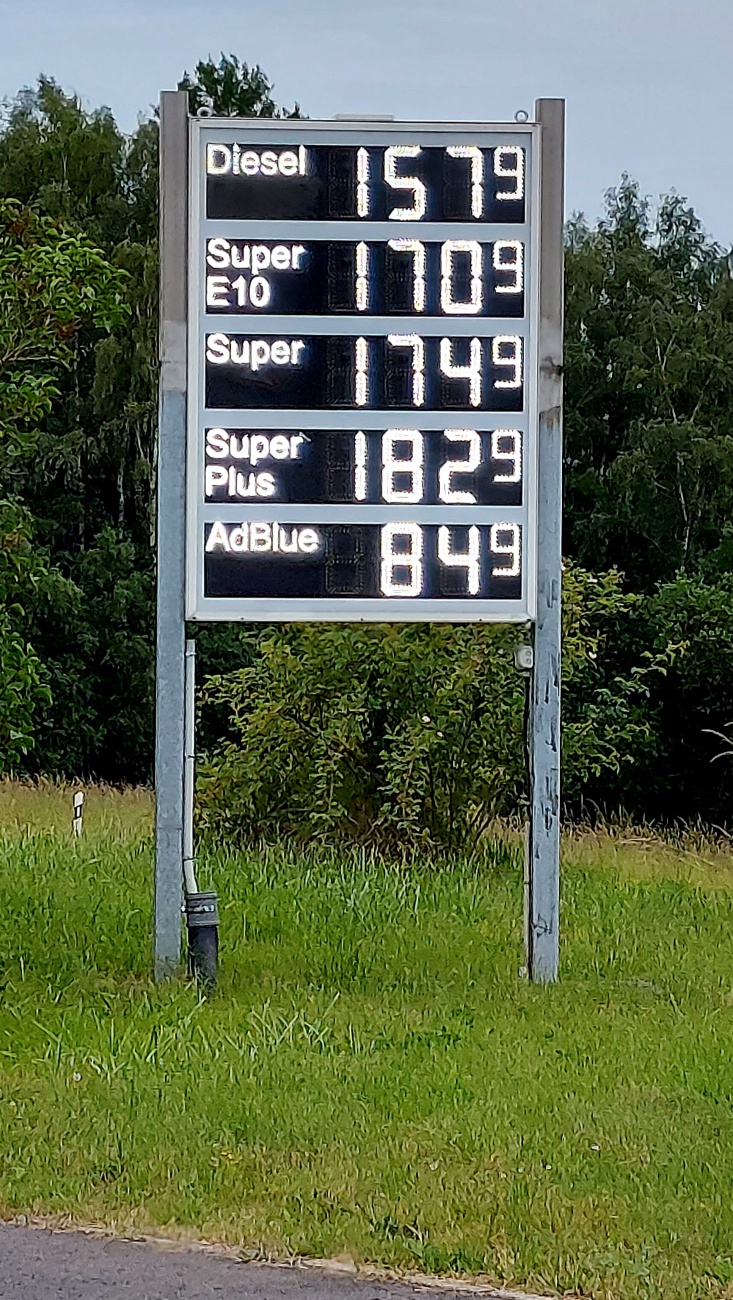 Diesel 1579
Super 1709
E10
Super 1749
Super 1829
Plus
AdBlue 849